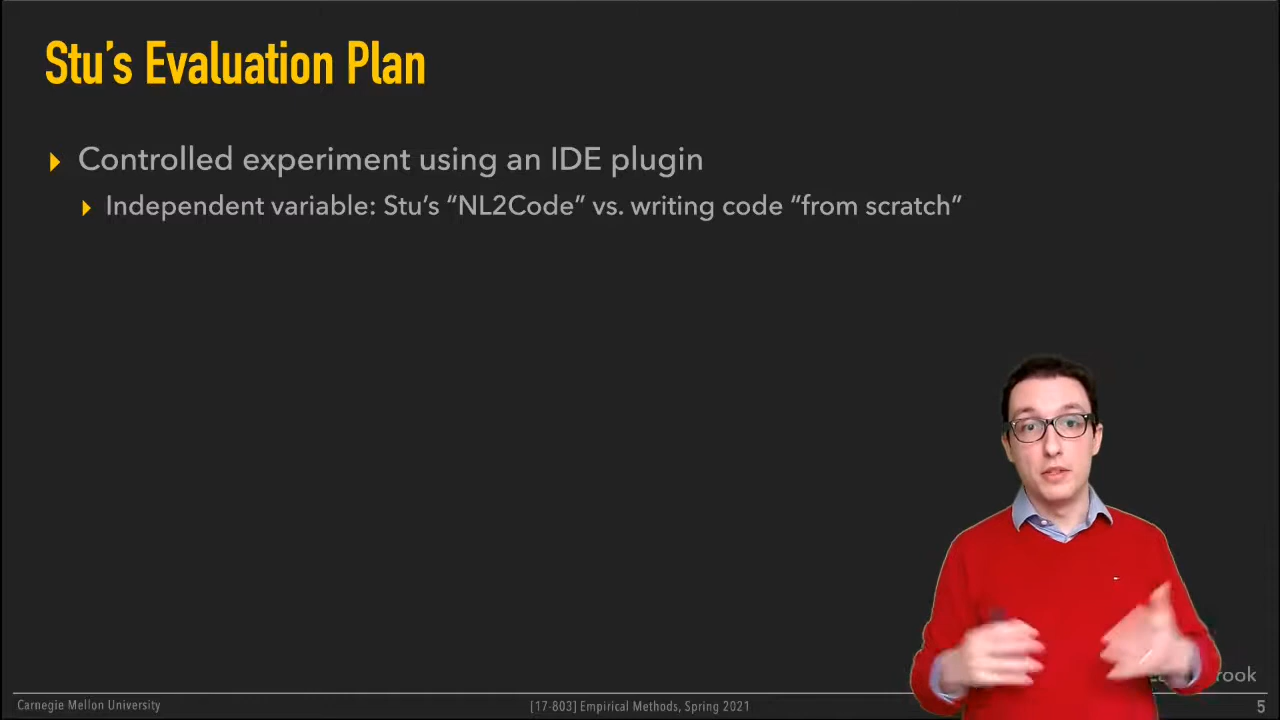 Stu’s Evaluation Plan
Controlled experiment using an IDE plugin
Independent variable: Stu’s “NL2Code” vs. writing code “from scratch”
Carnegie Mellon University
[17-803] Empirical Methods, Spring 2021
5